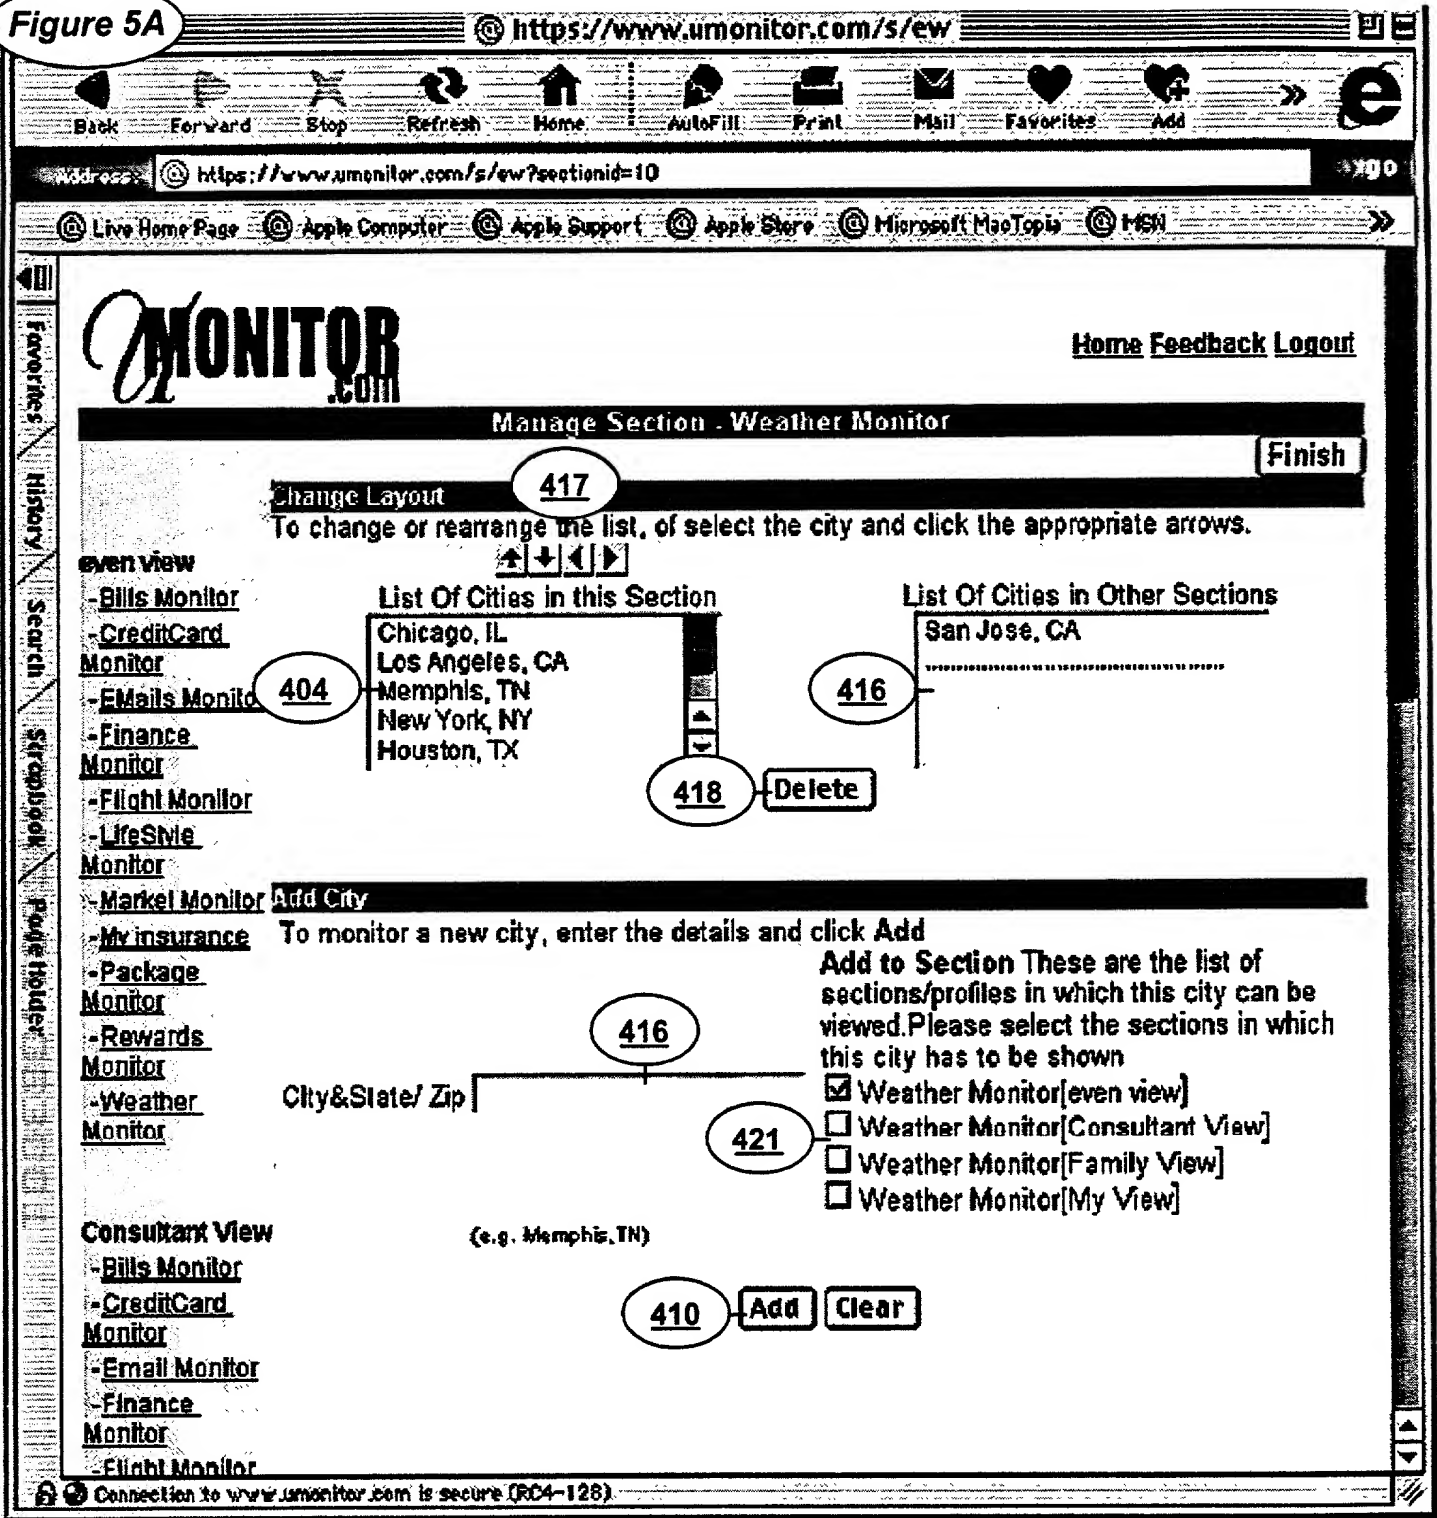 Figure 5A
https://www.umonitor.com/s/ew
Back Forward Stop Refresh Home AutoFill Print Mail Favorites Add
Address: https://www.umonitor.com/s/ew?sectionid=10 go
Live Home Page Apple Computer Apple Support Apple Store Microsoft MacTopia MSN
Favorites
History
Search
Scrapbook
Page Holder
UMONITOR
.com
Home Feedback Logout
Manage Section - Weather Monitor
Finish
417
Change Layout
To change or rearrange the list, of select the city and click the appropriate arrows.
List Of Cities in this Section
Chicago, IL
Los Angeles, CA
Memphis, TN
New York, NY
Houston, TX
404
List Of Cities in Other Sections
San Jose, CA
416
418
Delete
even view
-Bills Monitor
-CreditCard
Monitor
-EMails Monito
-Finance
Monitor
-Flight Monitor
-LifeStyle
Monitor
-Market Monitor
-My insurance
-Package
Monitor
-Rewards
Monitor
-Weather
Monitor
Consultant View
-Bills Monitor
-CreditCard
Monitor
-Email Monitor
-Finance
Monitor
-Flight Monitor
Add City
To monitor a new city, enter the details and click Add
Add to Section These are the list of
sections/profiles in which this city can be
viewed.Please select the sections in which
this city has to be shown
416
City&State/ Zip
Weather Monitor[even view]
Weather Monitor[Consultant View]
Weather Monitor[Family View]
Weather Monitor[My View]
421
(e.g. Memphis,TN)
410
Add Clear
Connection to www.umonitor.com is secure (RC4-128)